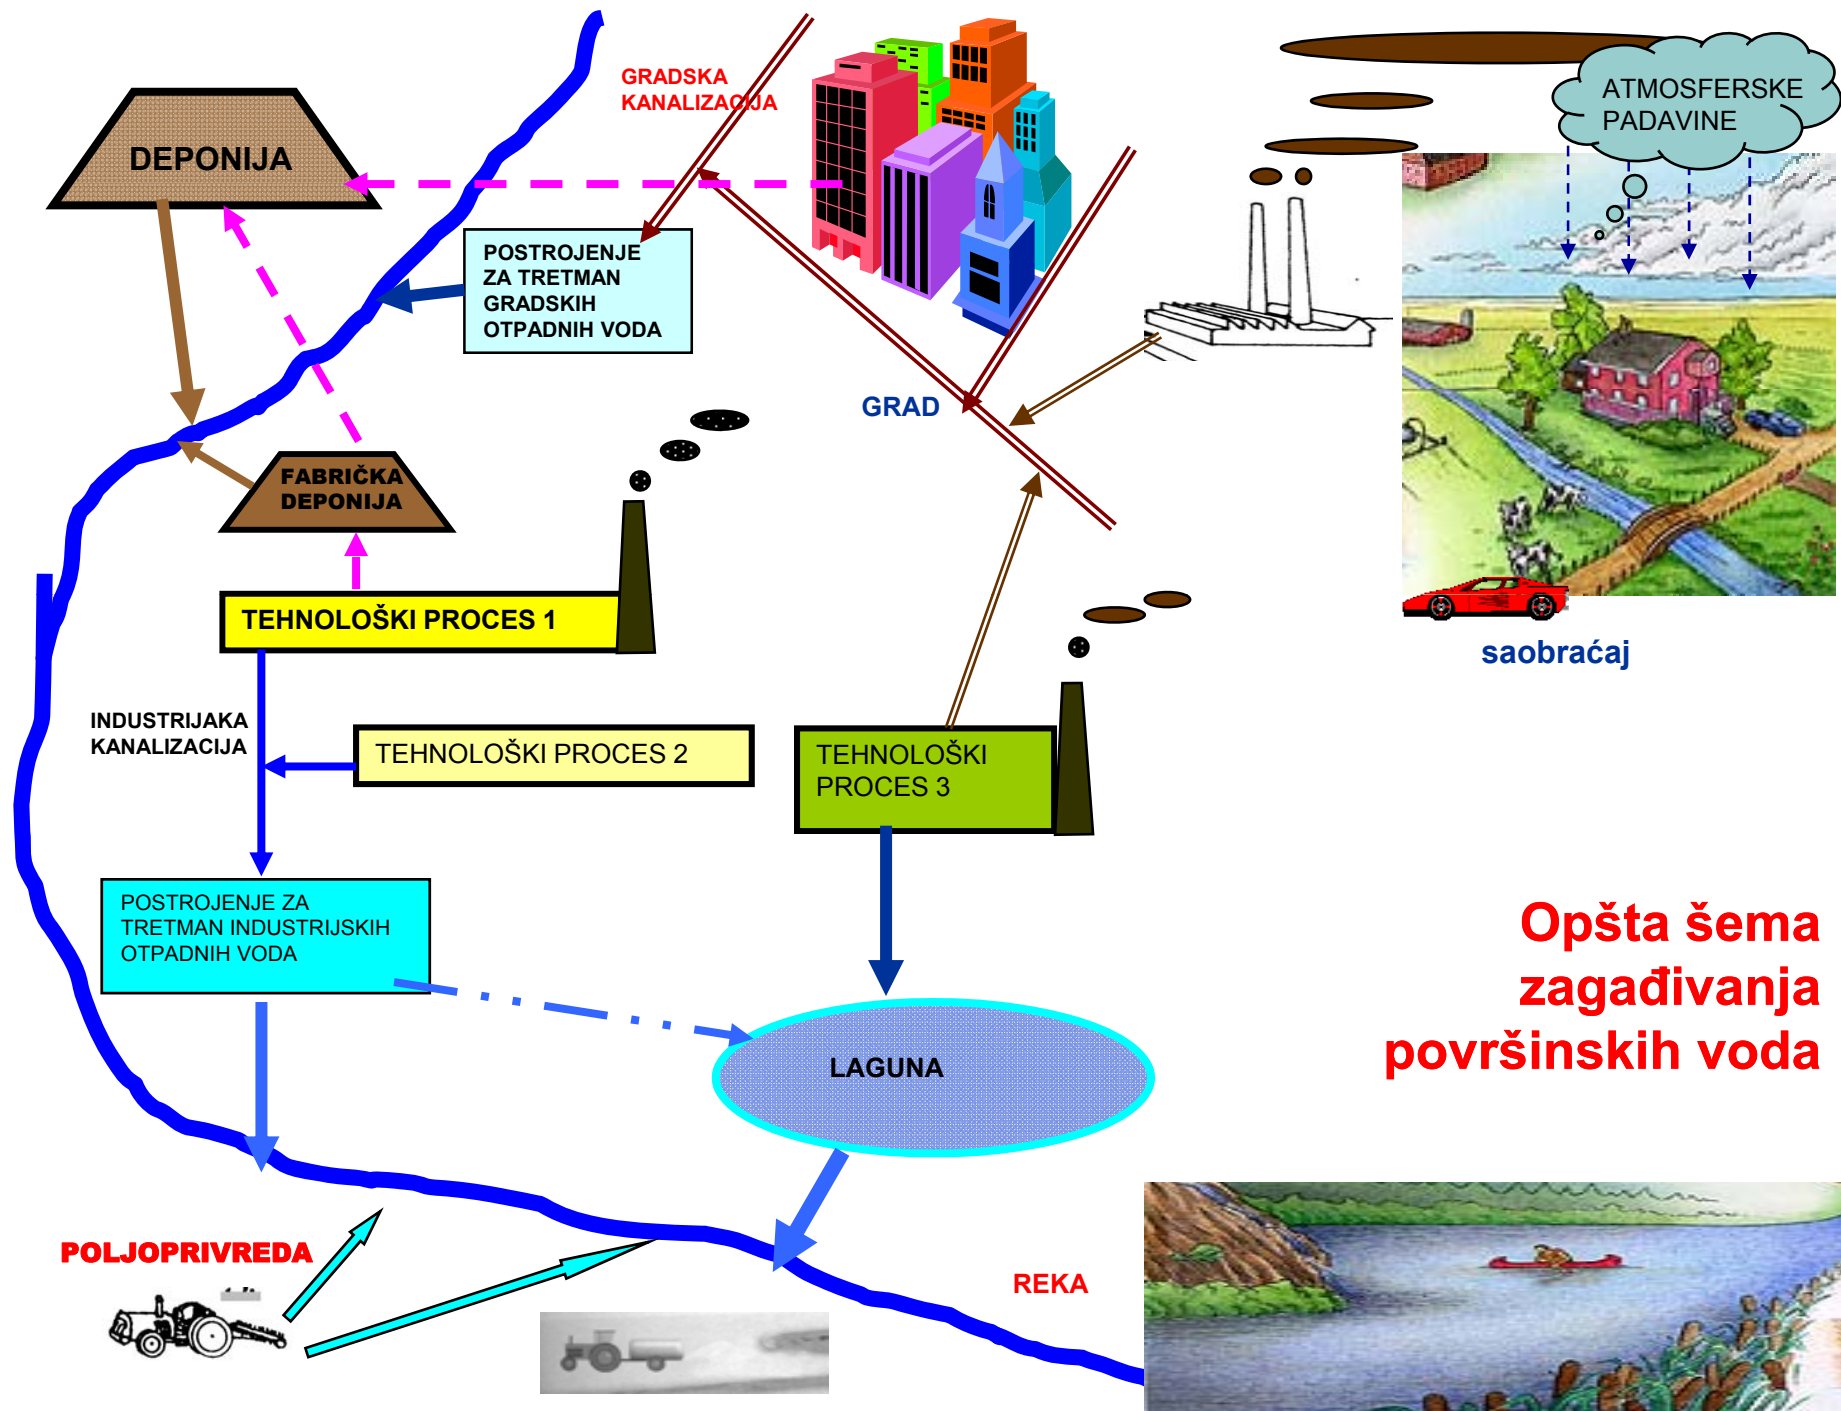 GRADSKA
KANALIZACIJA
ATMOSFERSKE
PADAVINE
DEPONIJA
POSTROJENJE
ZA TRETMAN
GRADSKIH
OTPADNIH VODA
GRAD
FABRIČKA
DEPONIJA
TEHNOLOŠKI PROCES 1
saobraćaj
INDUSTRIJAKA
KANALIZACIJA
TEHNOLOŠKI PROCES 2
TEHNOLOŠKI
PROCES 3
POSTROJENJE ZA
TRETMAN INDUSTRIJSKIH
OTPADNIH VODA
Opšta šema
zagađivanja
površinskih voda
LAGUNA
POLJOPRIVREDA
REKA